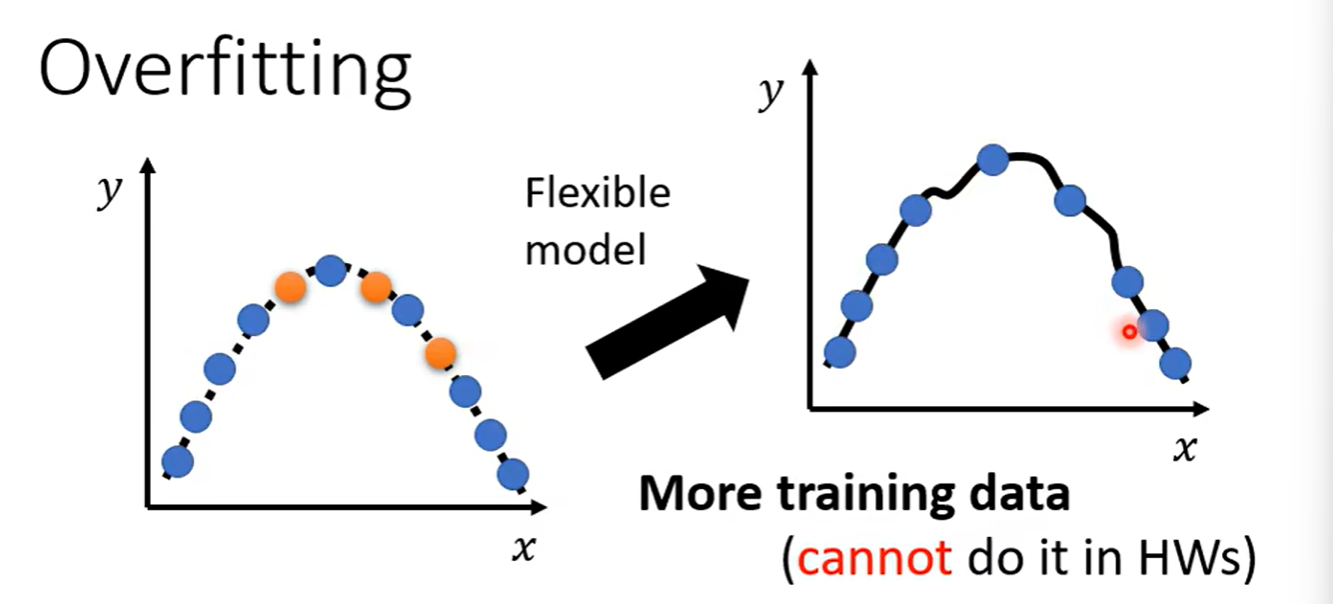 Overfitting
y
x
Flexible
model
y
x
More training data
(cannot do it in HWs)